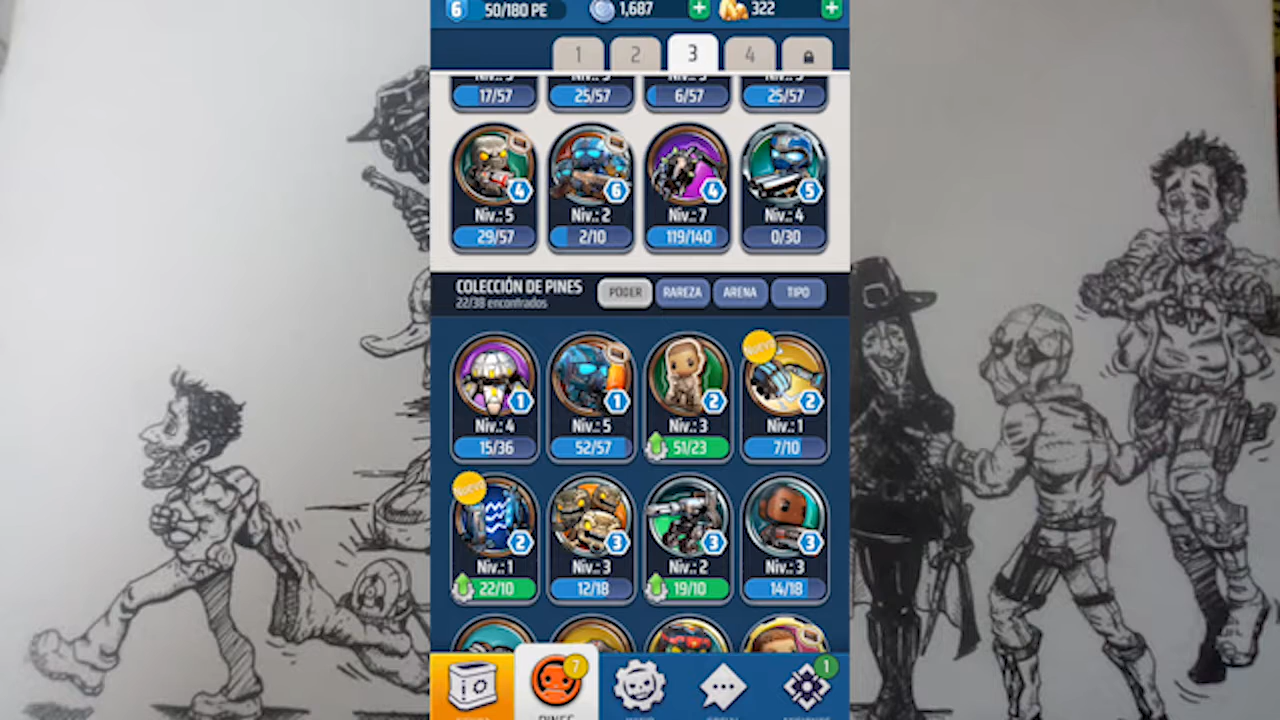 6 50/180 PE 1,687 322
1 2 3 4
17/57 25/57 6/57 25/57
4 6 4 5
Niv.: 5 Niv.: 2 Niv.: 7 Niv.: 4
29/57 2/10 119/140 0/30
COLECCIÓN DE PINES PODER RAREZA ARENA TIPO
22/38 encontrados
Nuevo
1 1 2 2
Niv.: 4 Niv.: 5 Niv.: 3 Niv.: 1
15/36 52/57 51/23 7/10
Nuevo
2 3 3 3
Niv.: 1 Niv.: 3 Niv.: 2 Niv.: 3
22/10 12/18 19/10 14/18
7 1
PINES